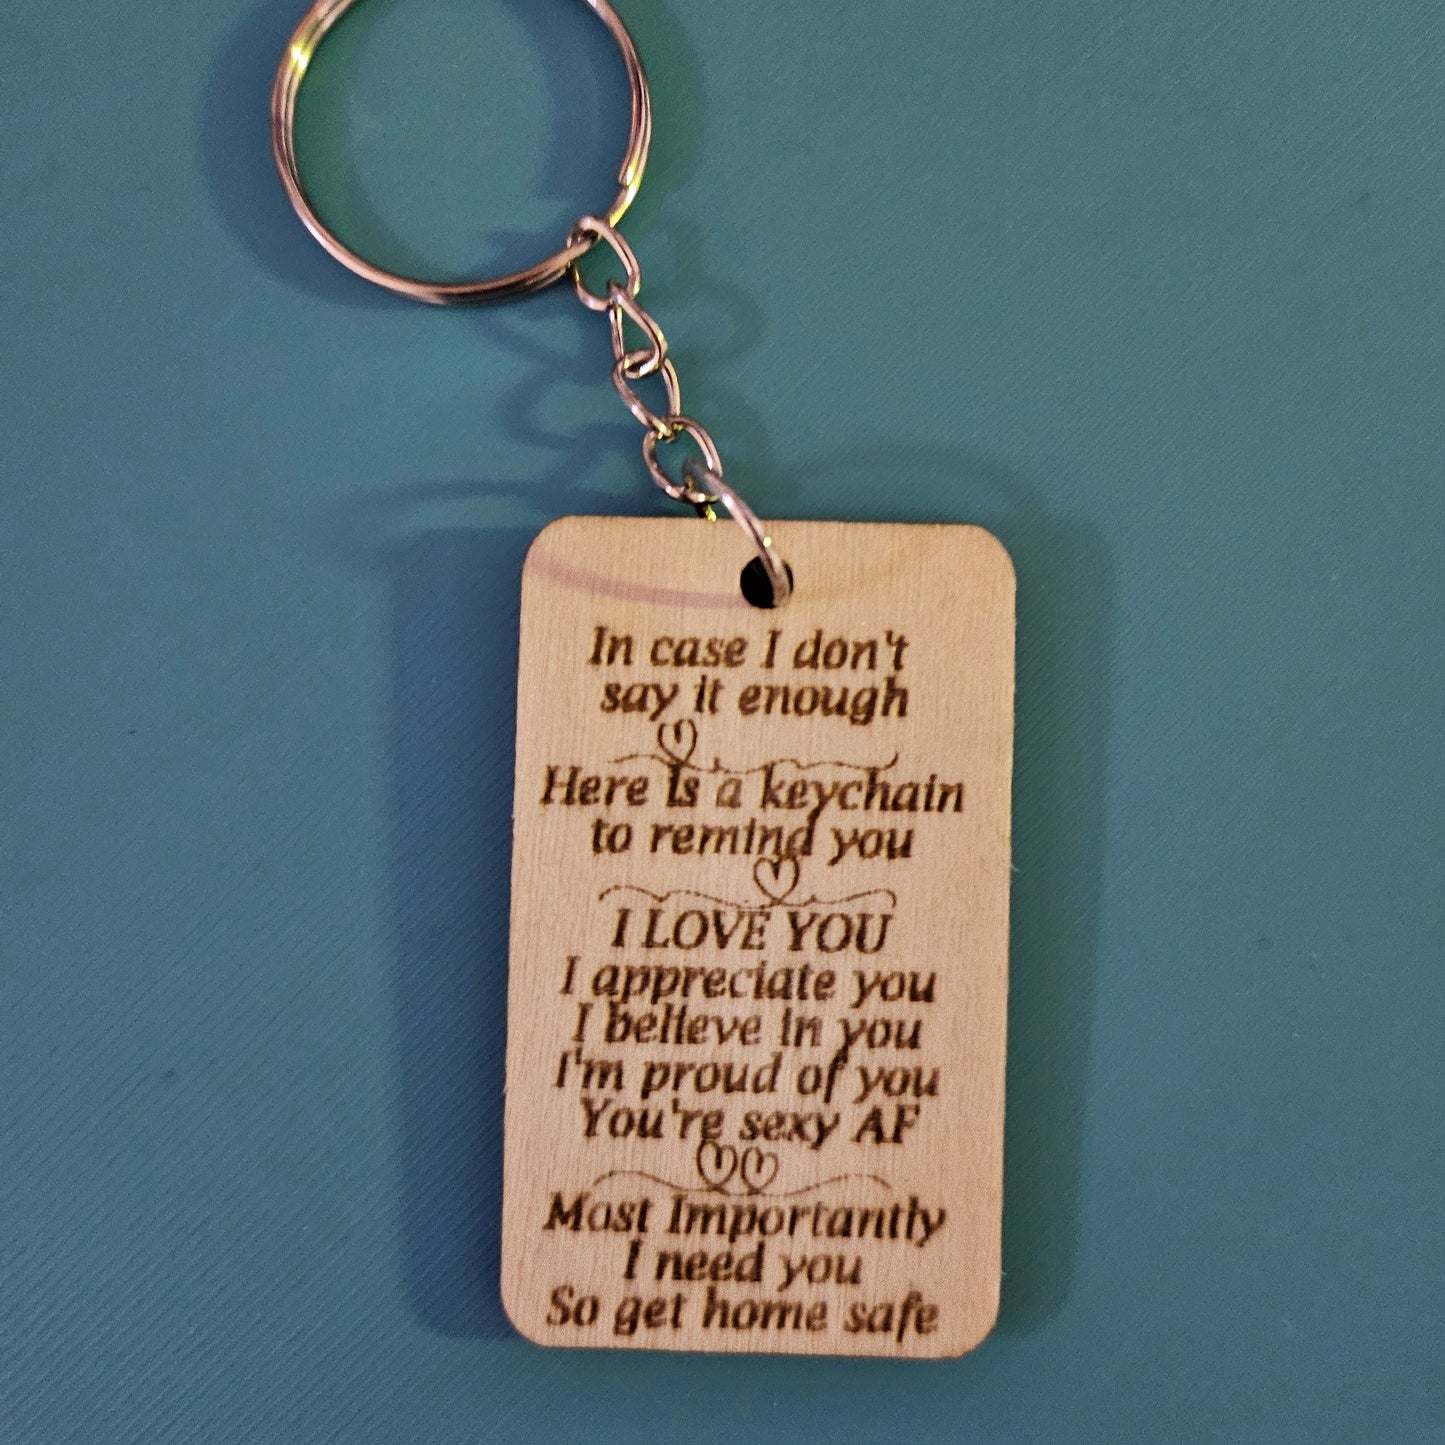 In case I don't
say it enough
Here is a keychain
to remind you
I LOVE YOU
I appreciate you
I believe in you
I'm proud of you
You're sexy AF
Most Importantly
I need you
So get home safe